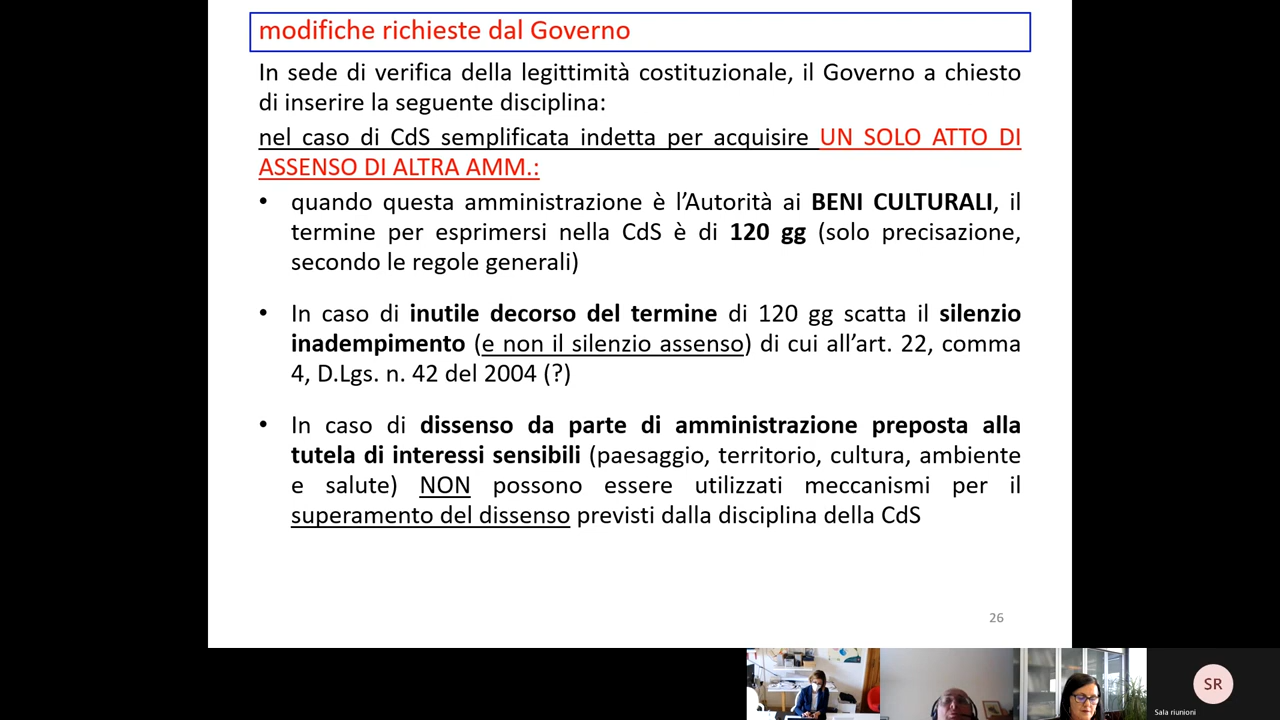 modifiche richieste dal Governo
In sede di verifica della legittimità costituzionale, il Governo a chiesto
di inserire la seguente disciplina:
nel caso di CdS semplificata indetta per acquisire UN SOLO ATTO DI
ASSENSO DI ALTRA AMM.:
• quando questa amministrazione è l’Autorità ai BENI CULTURALI, il
termine per esprimersi nella CdS è di 120 gg (solo precisazione,
secondo le regole generali)
• In caso di inutile decorso del termine di 120 gg scatta il silenzio
inadempimento (e non il silenzio assenso) di cui all’art. 22, comma
4, D.Lgs. n. 42 del 2004 (?)
• In caso di dissenso da parte di amministrazione preposta alla
tutela di interessi sensibili (paesaggio, territorio, cultura, ambiente
e salute) NON possono essere utilizzati meccanismi per il
superamento del dissenso previsti dalla disciplina della CdS
26
SR
Sala riunioni